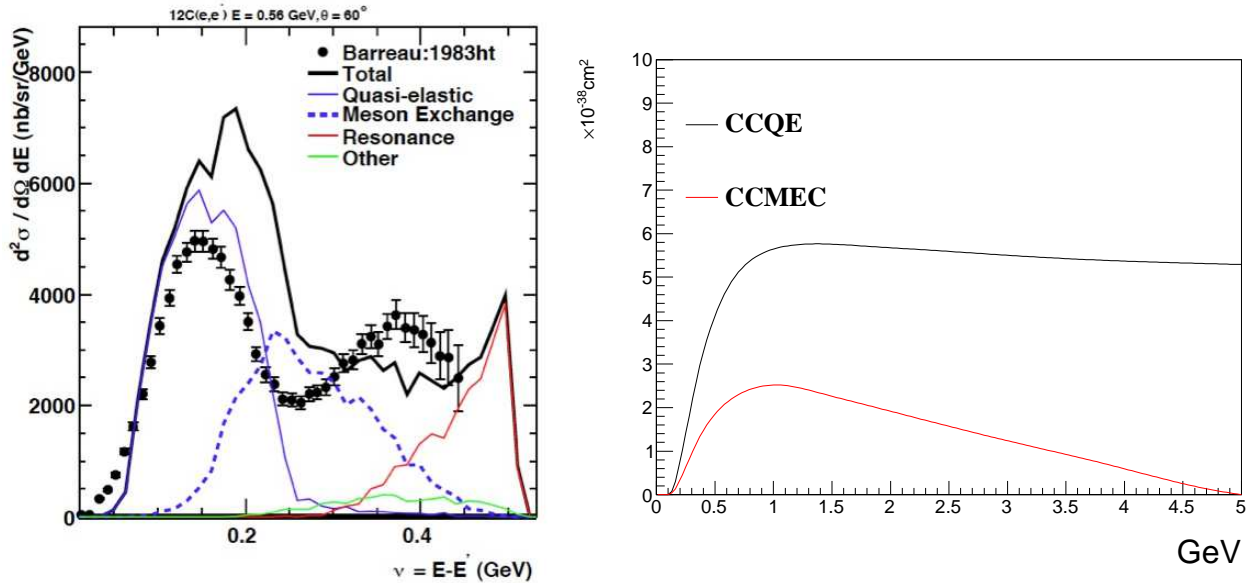 12C(e,e') E = 0.56 GeV,θ = 60°
d²σ / dΩ dE (nb/sr/GeV)
8000
6000
4000
2000
0
Barreau:1983ht
Total
Quasi-elastic
Meson Exchange
Resonance
Other
0.2
0.4
ν = E-E' (GeV)
×10⁻³⁸cm²
10
9
8
7
6
5
4
3
2
1
0
CCQE
CCMEC
0
0.5
1
1.5
2
2.5
3
3.5
4
4.5
5
GeV